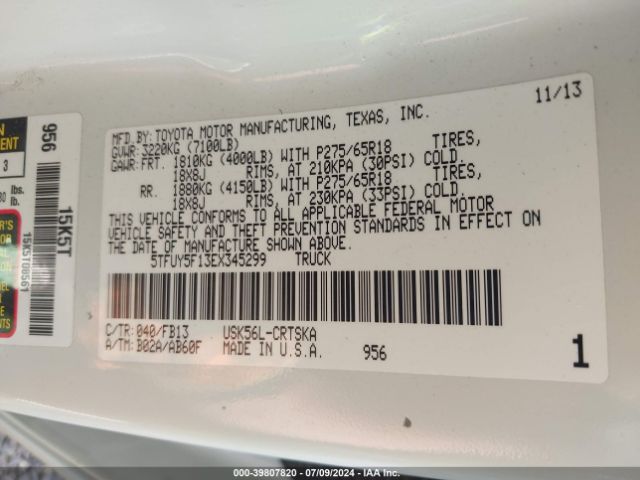 11/13
MFD.BY:TOYOTA MOTOR MANUFACTURING, TEXAS, INC.
GVWR:3220KG (7100LB)
GAWR:FRT. 1810KG (4000LB) WITH P275/65R18 TIRES,
18X8J RIMS, AT 210KPA (30PSI) COLD.
RR. 1880KG (4150LB) WITH P275/65R18 TIRES,
18X8J RIMS, AT 230KPA (33PSI) COLD.
THIS VEHICLE CONFORMS TO ALL APPLICABLE FEDERAL MOTOR
VEHICLE SAFETY AND THEFT PREVENTION STANDARDS IN EFFECT ON
THE DATE OF MANUFACTURE SHOWN ABOVE.
5TFUY5F13EX345299 TRUCK
C/TR: 040/FB13 USK56L-CRTSKA
A/TM: B02A/AB60F MADE IN U.S.A. 956
1
956
15K5T
15K5T08561
3
lbs.
lb.
000-39807820 - 07/09/2024 - IAA Inc.